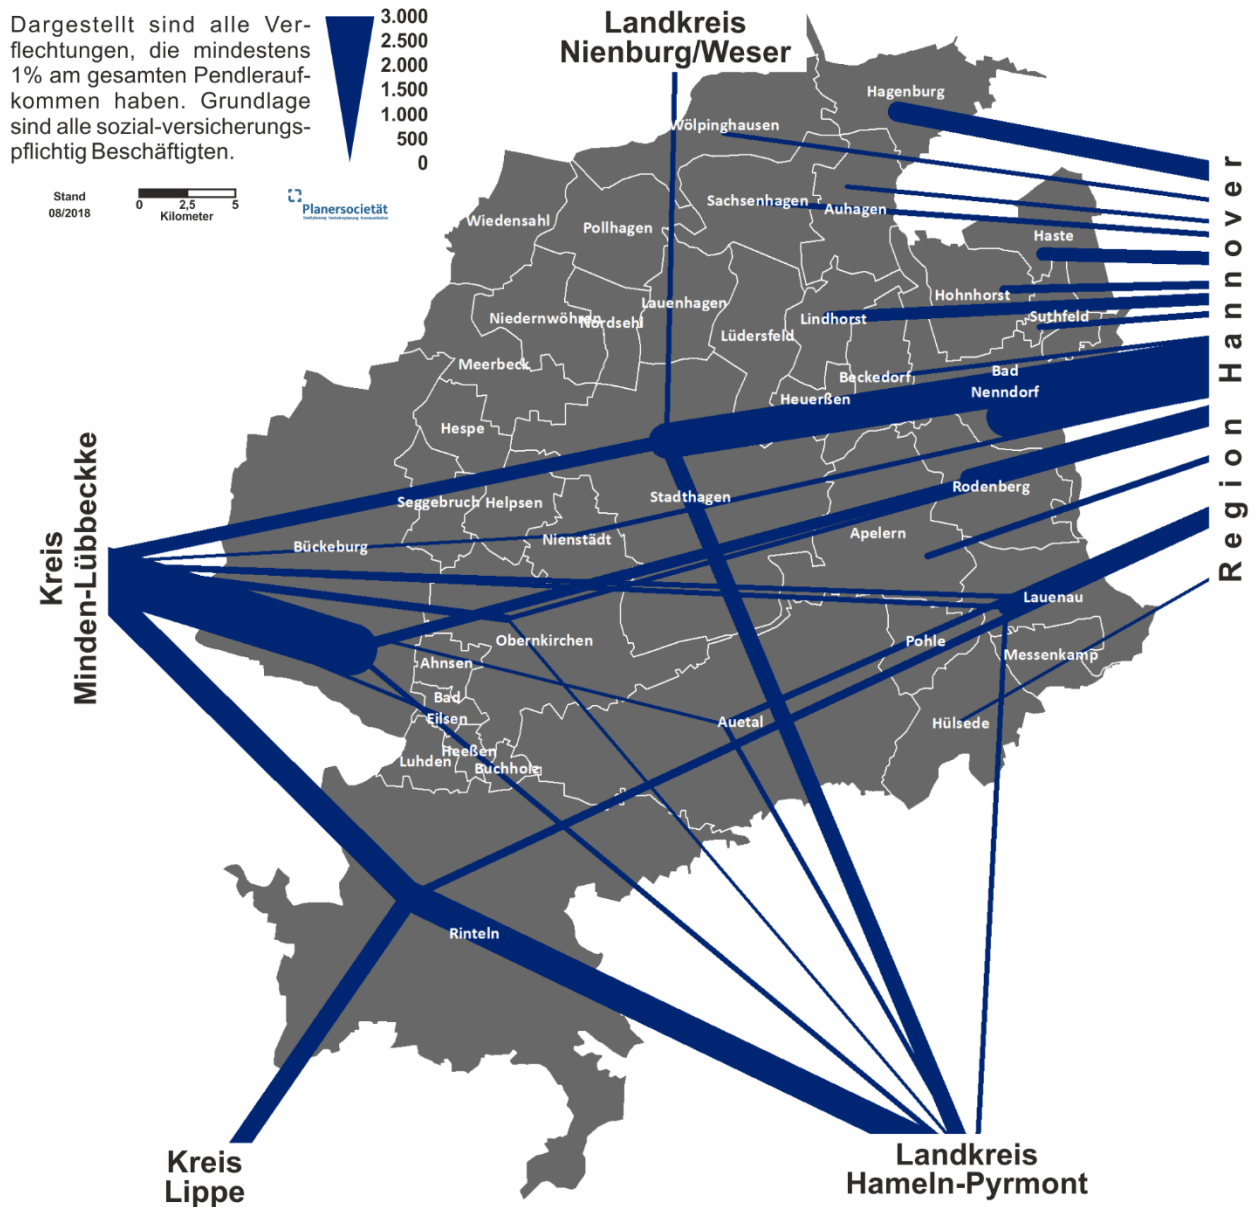 Dargestellt sind alle Ver-
flechtungen, die mindestens
1% am gesamten Pendlerauf-
kommen haben. Grundlage
sind alle sozial-versicherungs-
pflichtig Beschäftigten.
3.000
2.500
2.000
1.500
1.000
500
0
Stand
08/2018
0 2,5 5
Kilometer
Planersocietät
Landkreis
Nienburg/Weser
Region Hannover
Kreis
Minden-Lübbeckke
Kreis
Lippe
Landkreis
Hameln-Pyrmont
Hagenburg
Wölpinghausen
Sachsenhagen
Auhagen
Wiedensahl
Pollhagen
Haste
Hohnhorst
Lauenhagen
Niedernwöhren
Nordsehl
Lindhorst
Suthfeld
Lüdersfeld
Meerbeck
Beckedorf
Bad
Nenndorf
Heuerßen
Hespe
Rodenberg
Stadthagen
Seggebruch
Helpsen
Apelern
Nienstädt
Bückeburg
Lauenau
Obernkirchen
Pohle
Messenkamp
Ahnsen
Bad
Eilsen
Auetal
Hülsede
Heeßen
Luhden
Buchholz
Rinteln